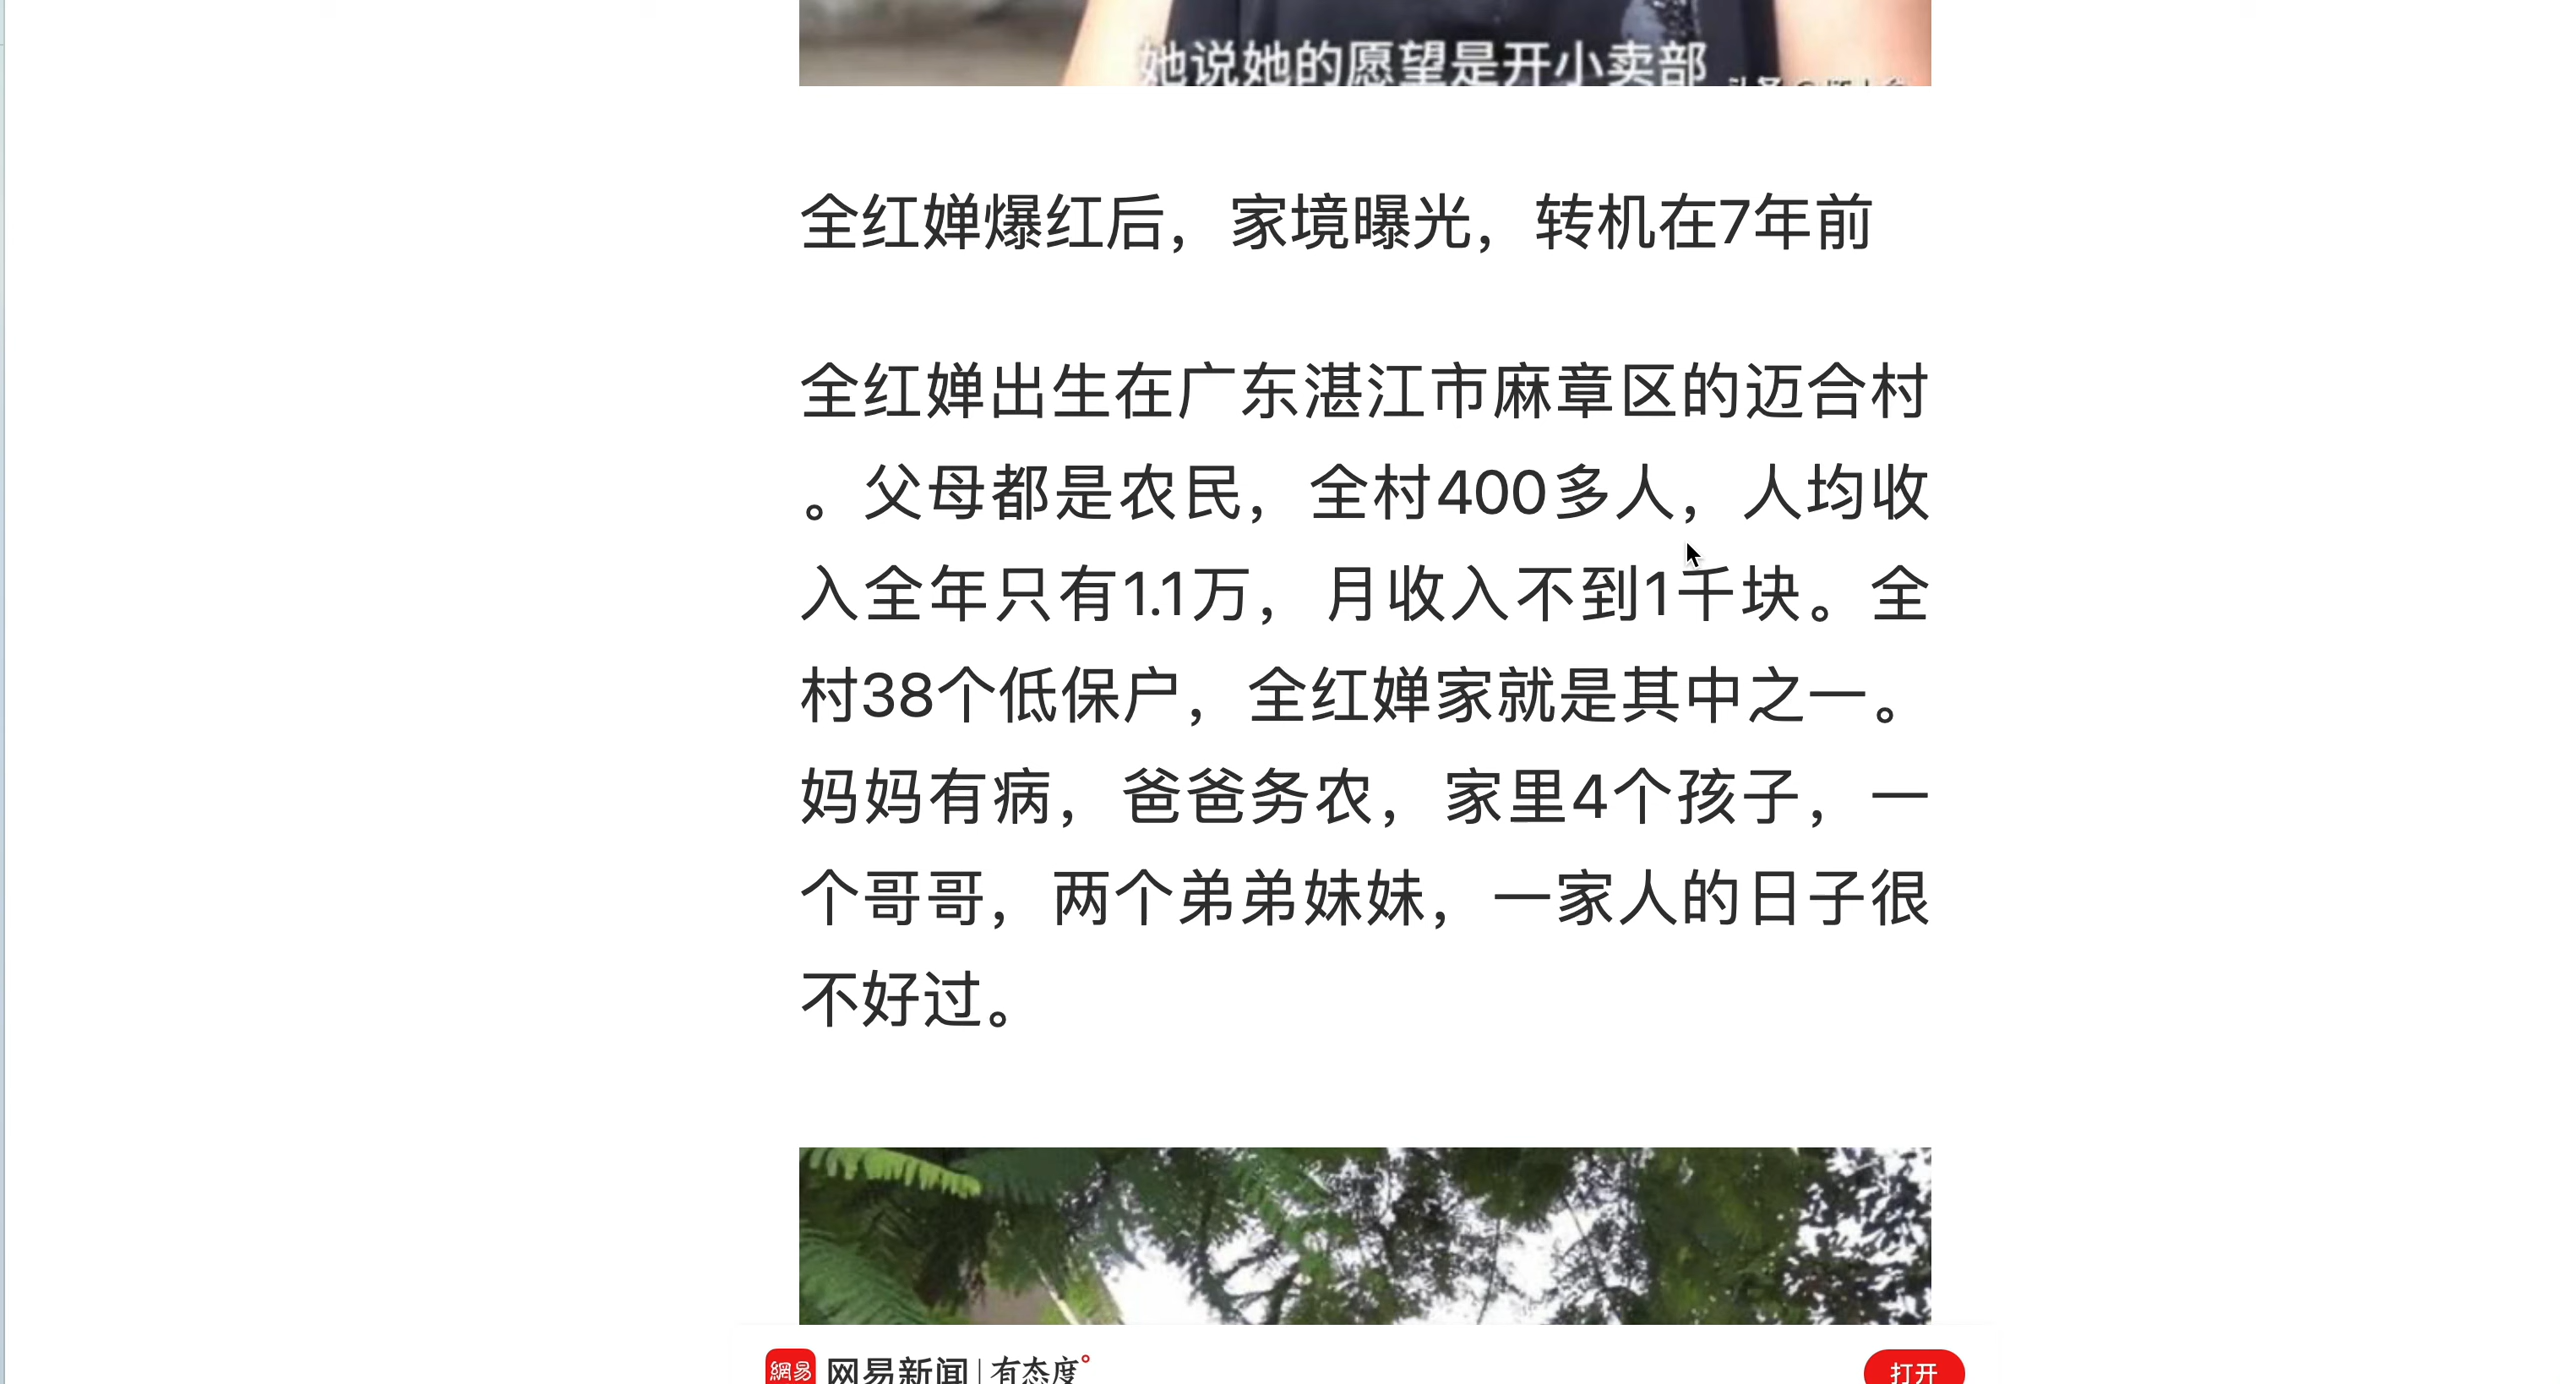 她说她的愿望是开小卖部
全红婵爆红后，家境曝光，转机在7年前
全红婵出生在广东湛江市麻章区的迈合村
。父母都是农民，全村400多人，人均收
入全年只有1.1万，月收入不到1千块。全
村38个低保户，全红婵家就是其中之一。
妈妈有病，爸爸务农，家里4个孩子，一
个哥哥，两个弟弟妹妹，一家人的日子很
不好过。
網易 网易新闻 | 有态度°
打开